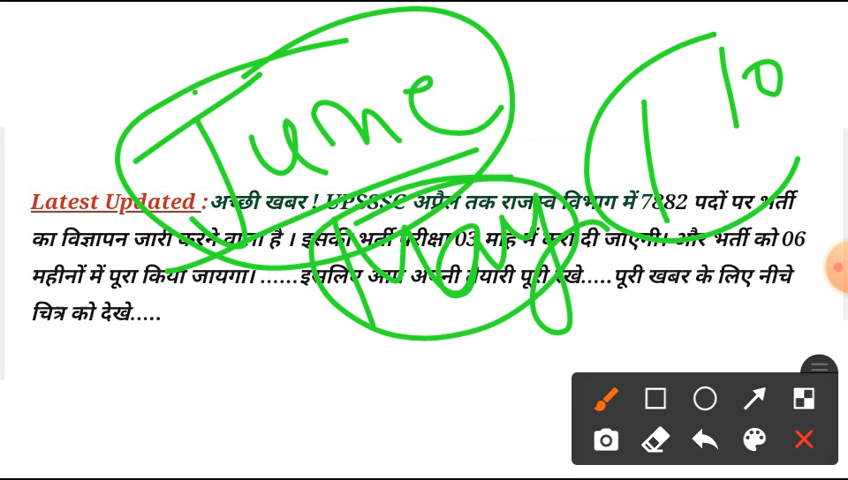 June
110
Latest Updated : अच्छी खबर ! UPSSSC अप्रैल तक राजस्व विभाग में 7882 पदों पर भर्ती
का विज्ञापन जारी करने वाला है । इसकी भर्ती परीक्षा 03 माह में करा दी जाएगी। और भर्ती को 06
महीनों में पूरा किया जायगा। ......इसलिए आप अपनी तैयारी पूरी रखे.....पूरी खबर के लिए नीचे
चित्र को देखे.....
May